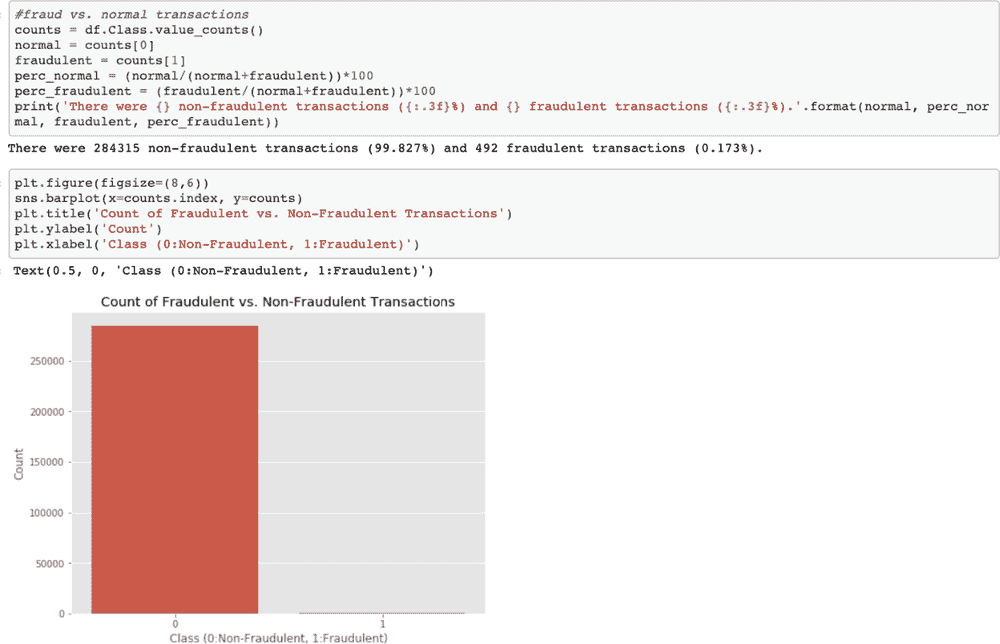 #fraud vs. normal transactions
counts = df.Class.value_counts()
normal = counts[0]
fraudulent = counts[1]
perc_normal = (normal/(normal+fraudulent))*100
perc_fraudulent = (fraudulent/(normal+fraudulent))*100
print('There were {} non-fraudulent transactions ({:.3f}%) and {} fraudulent transactions ({:.3f}%).'.format(normal, perc_nor
mal, fraudulent, perc_fraudulent))
There were 284315 non-fraudulent transactions (99.827%) and 492 fraudulent transactions (0.173%).
plt.figure(figsize=(8,6))
sns.barplot(x=counts.index, y=counts)
plt.title('Count of Fraudulent vs. Non-Fraudulent Transactions')
plt.ylabel('Count')
plt.xlabel('Class (0:Non-Fraudulent, 1:Fraudulent)')
Text(0.5, 0, 'Class (0:Non-Fraudulent, 1:Fraudulent)')
Count of Fraudulent vs. Non-Fraudulent Transactions
250000
200000
150000
100000
50000
0
Count
0
1
Class (0:Non-Fraudulent, 1:Fraudulent)